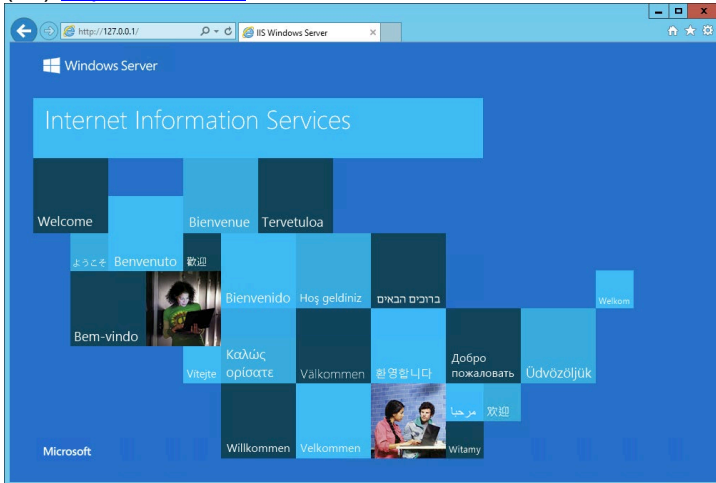 http://127.0.0.1/
IIS Windows Server
Windows Server
Internet Information Services
Welcome
Bienvenue
Tervetuloa
ようこそ
Benvenuto
歡迎
Bienvenido
Hoş geldiniz
ברוכים הבאים
Welkom
Bem-vindo
Vítejte
Καλώς
ορίσατε
Välkommen
환영합니다
Добро
пожаловать
Üdvözöljük
مرحبا
欢迎
Willkommen
Velkommen
Witamy
Microsoft